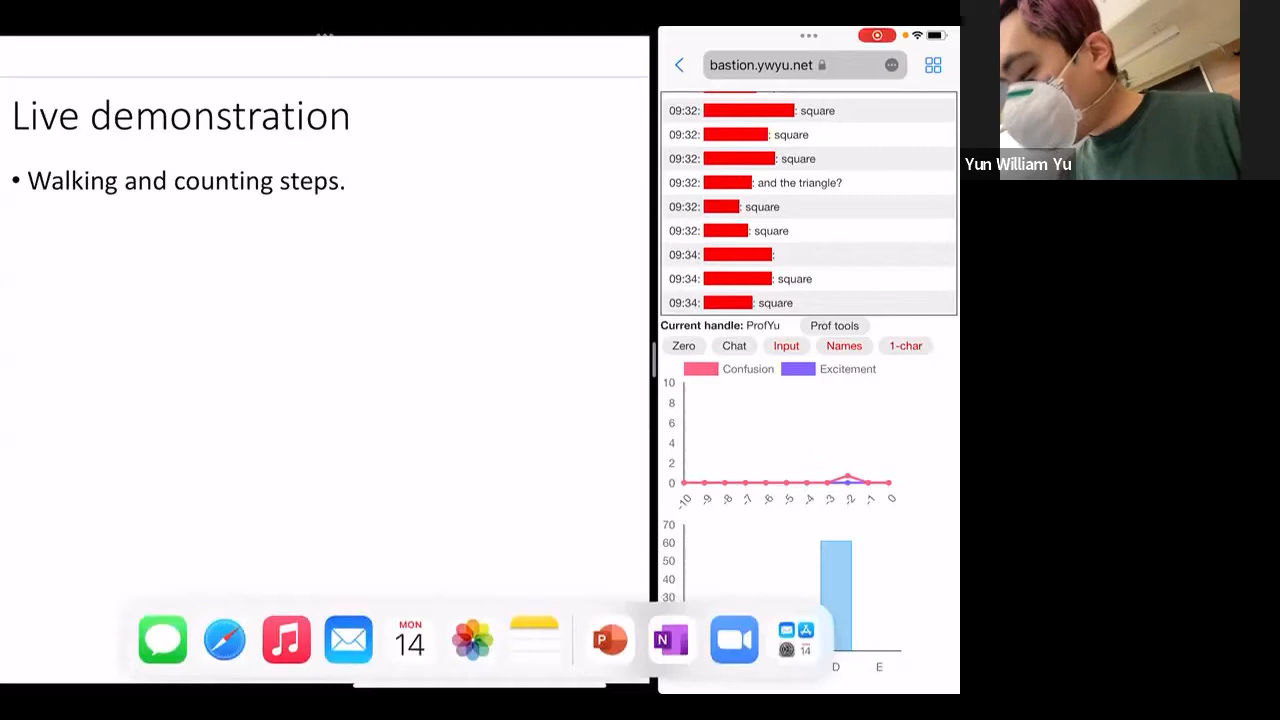 Live demonstration
• Walking and counting steps.
bastion.ywyu.net
09:32: : square
09:32: : square
09:32: : square
09:32: : and the triangle?
09:32: : square
09:32: : square
09:34: :
09:34: : square
09:34: : square
Current handle: ProfYu Prof tools
Zero Chat Input Names 1-char
Confusion Excitement
10
8
6
4
2
0
-10 -9 -8 -7 -6 -5 -4 -3 -2 -1 0
70
60
50
40
30
D E
MON
14
P
N
14
Yun William Yu